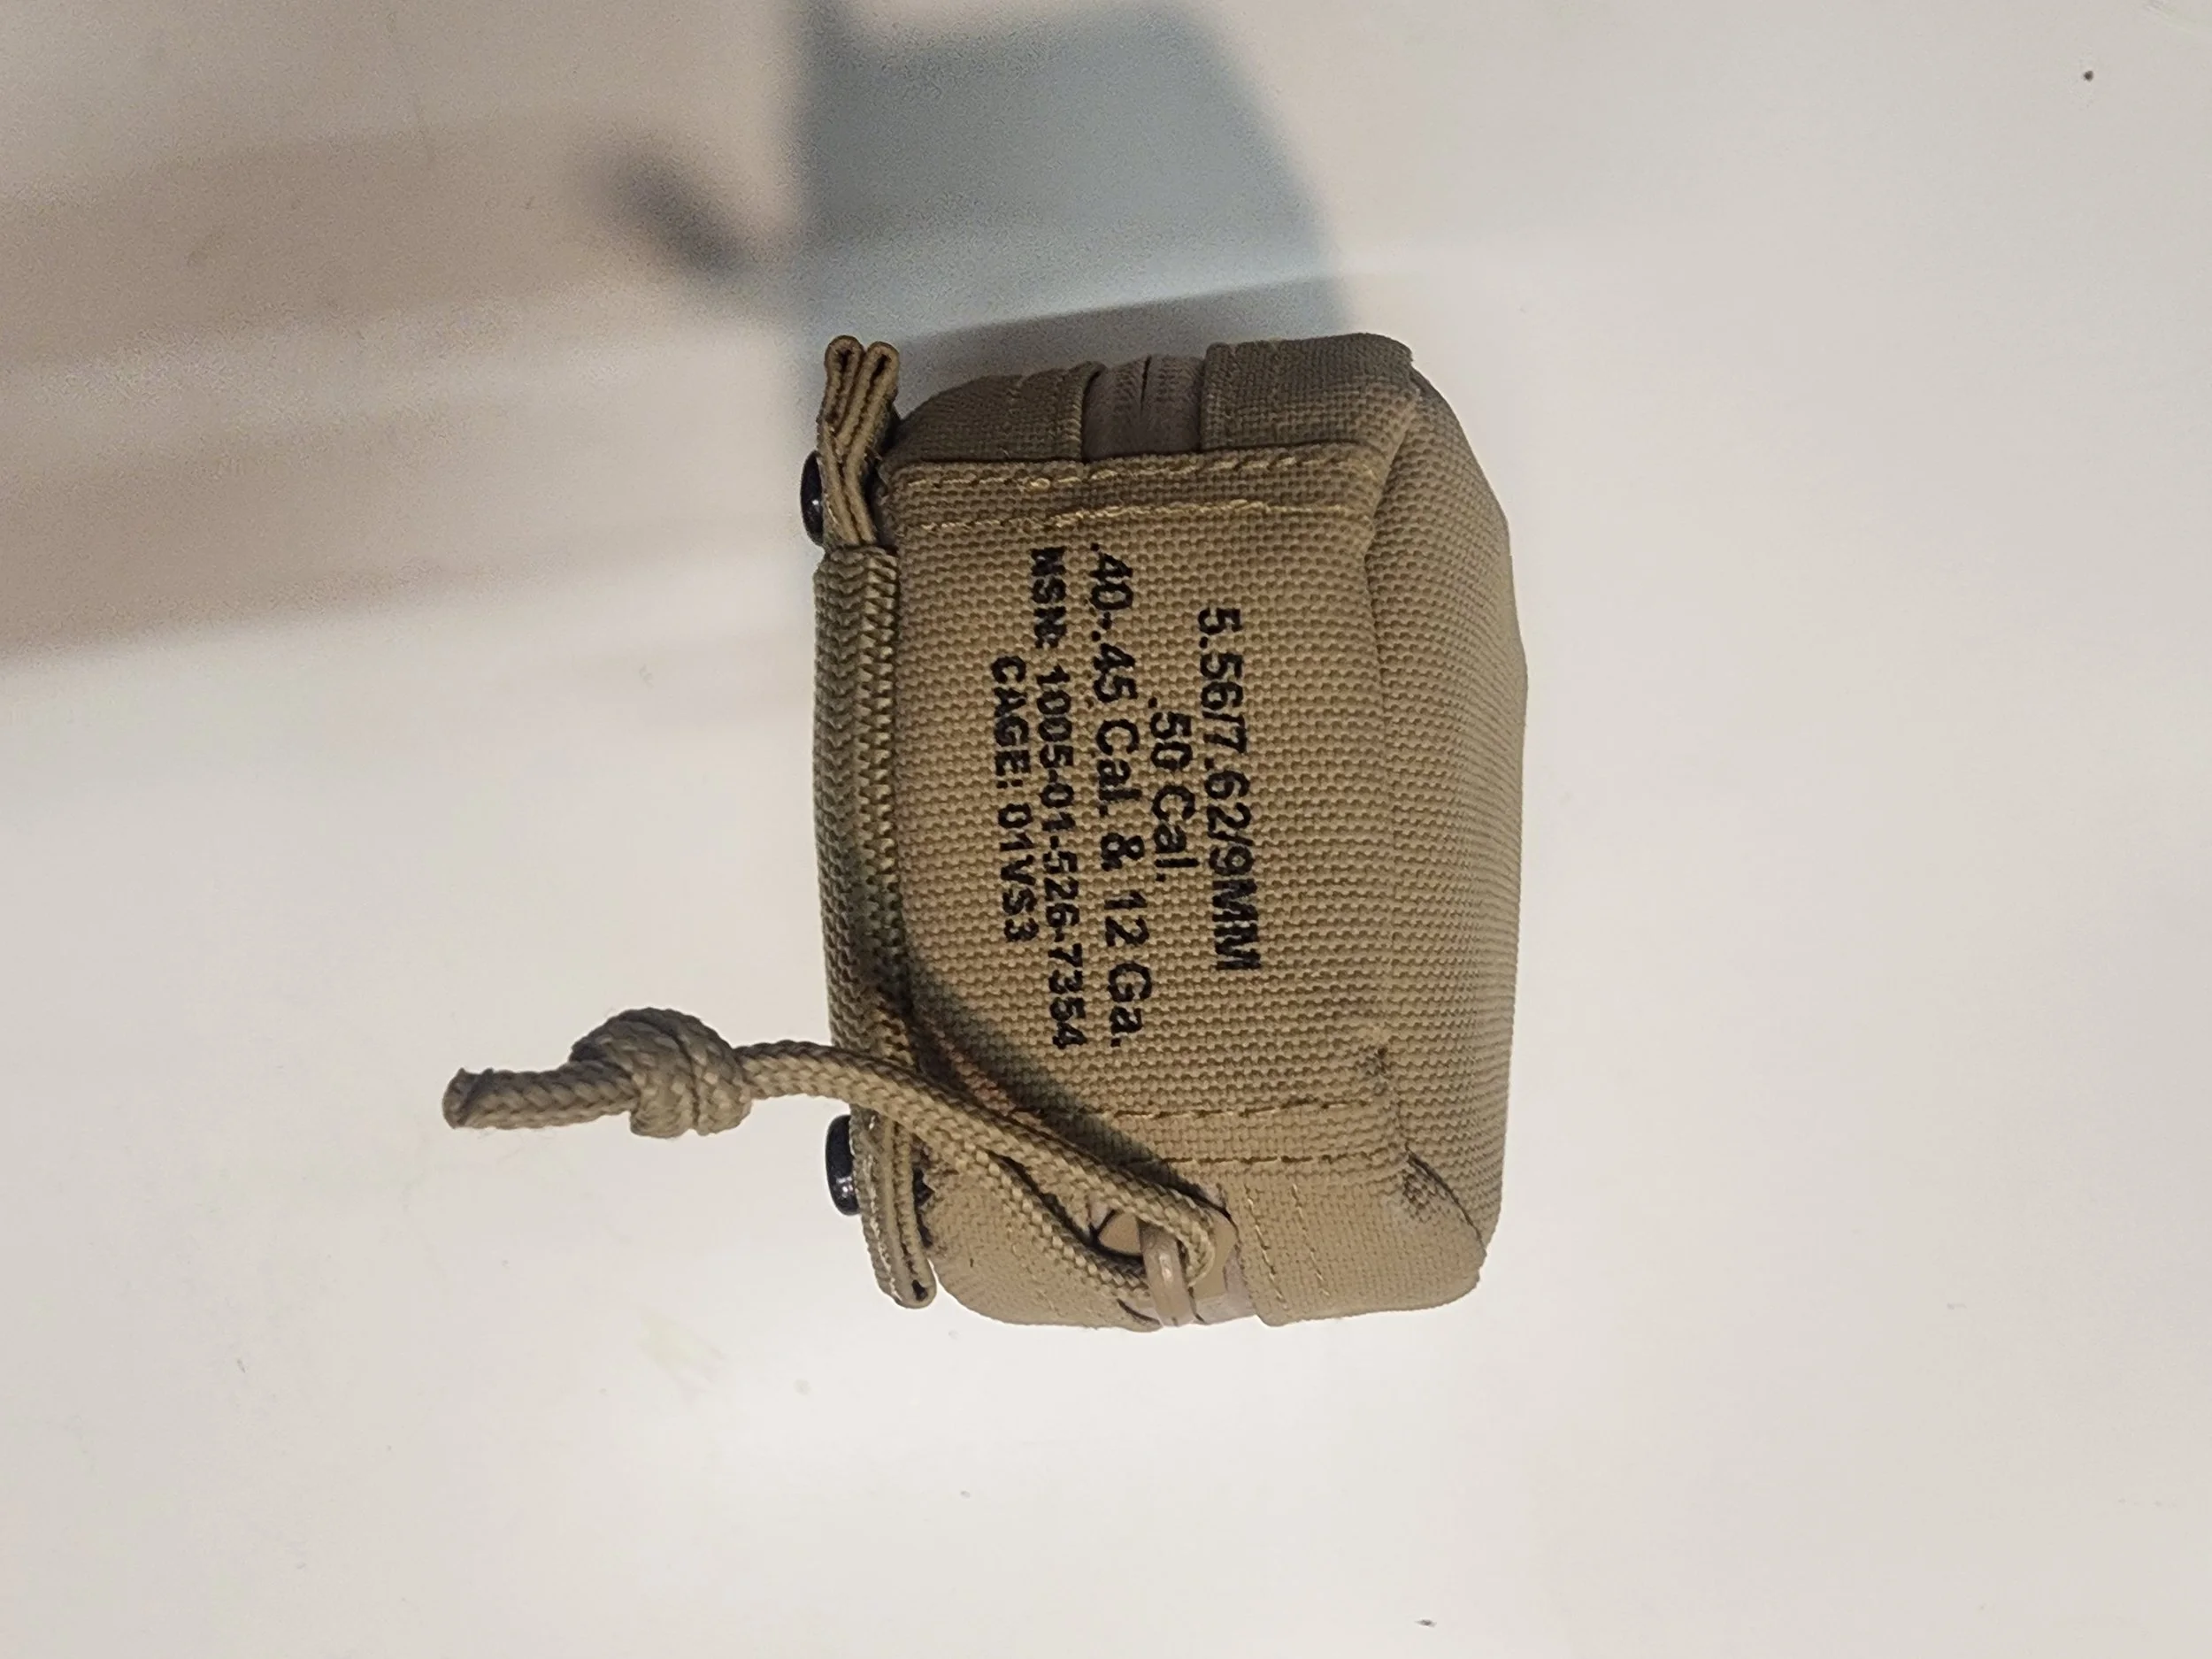 5.56/7.62/9MM
.50 Cal.
.40-.45 Cal. & 12 Ga.
NSN: 1005-01-526-7354
CAGE: 01VS3